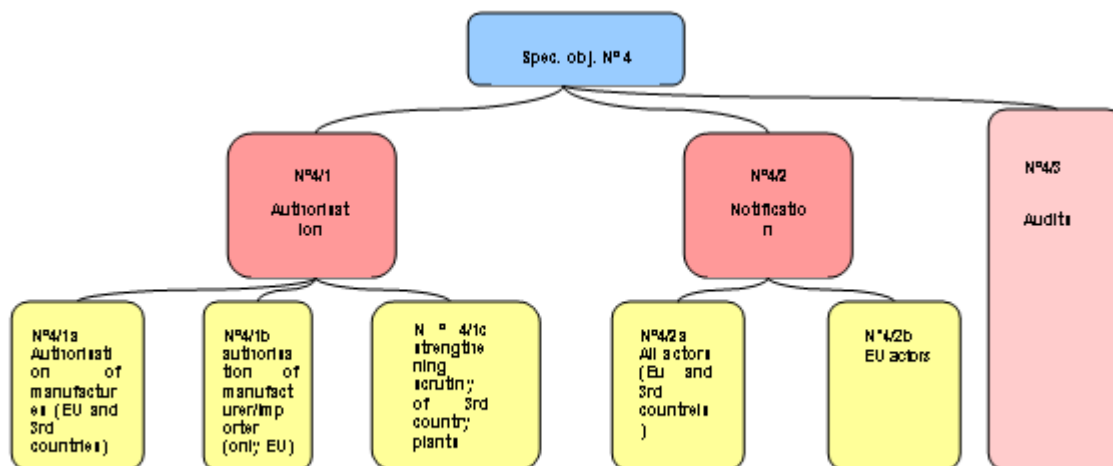 Spec. obj. N° 4
N°4/1
Authorisat
ion
N°4/2
Notificatio
n
N°4/3
Audits
N°4/1a
Authorisati
on of
manufactur
es (EU and
3rd
countries)
N°4/1b
authorisa
tion of
manufact
urer/imp
orter
(only EU)
N ° 4/1c
strengthe
ning
scrutiny
of 3rd
country
plants
N°4/2a
All actors
(Eu and
3rd
countreis
)
N°4/2b
EU actors